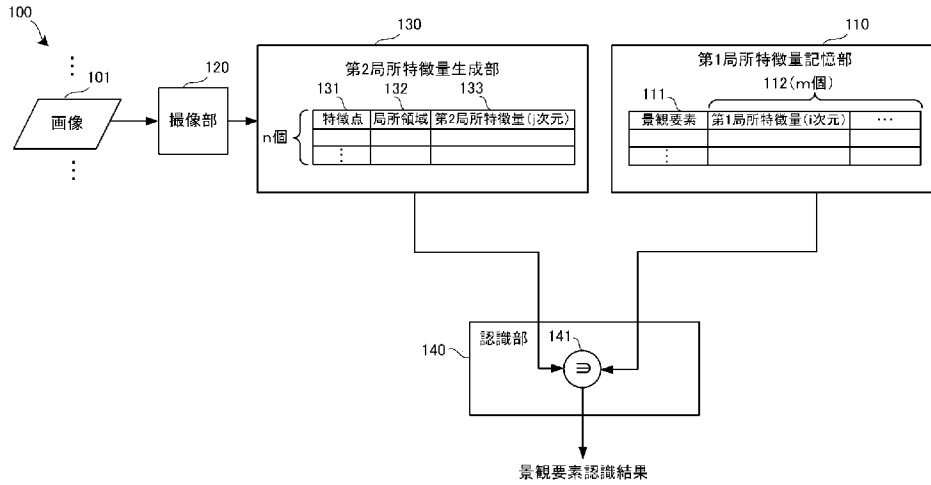 100
101
画像
120
撮像部
130
第2局所特徴量生成部
131 132 133
特徴点 局所領域 第2局所特徴量(j次元)
n個
⋮
110
第1局所特徴量記憶部
112(m個)
111
景観要素 第1局所特徴量(i次元) ⋯
⋮
140
認識部
141
∋
景観要素認識結果